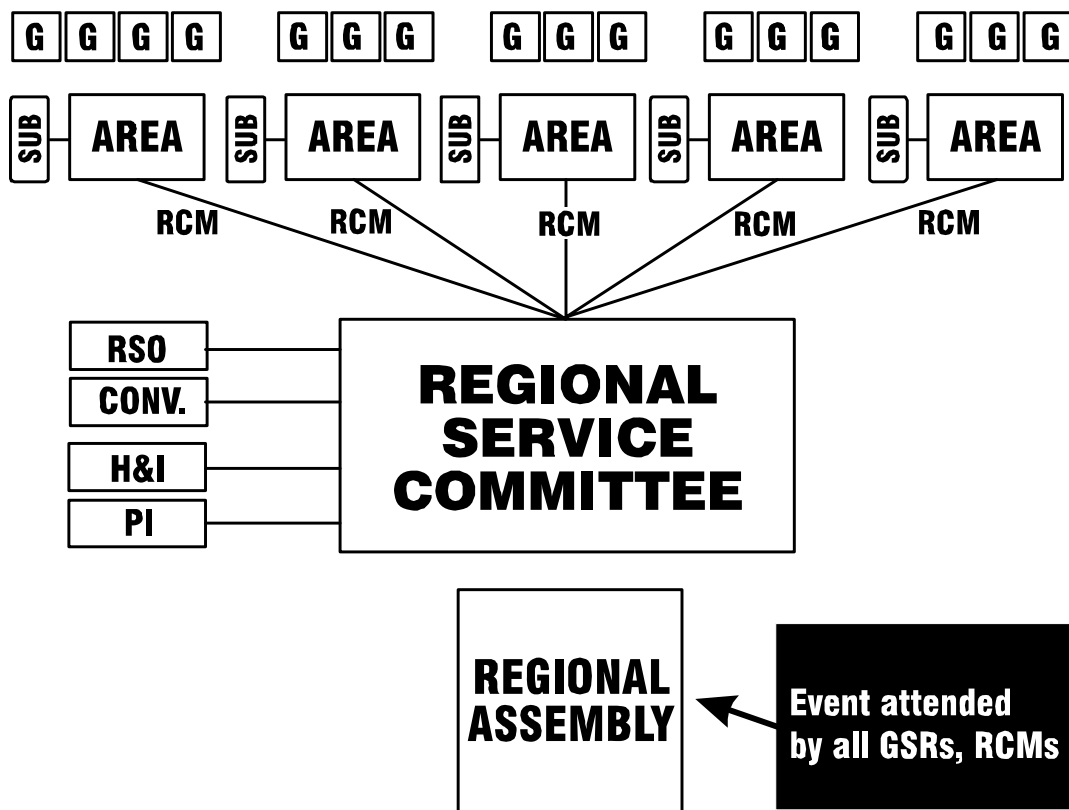 G G G G G G G G G G G G G G G G
SUB AREA SUB AREA SUB AREA SUB AREA SUB AREA
RCM RCM RCM RCM RCM
RSO
CONV.
H&I
PI
REGIONAL
SERVICE
COMMITTEE
REGIONAL
ASSEMBLY
Event attended
by all GSRs, RCMs